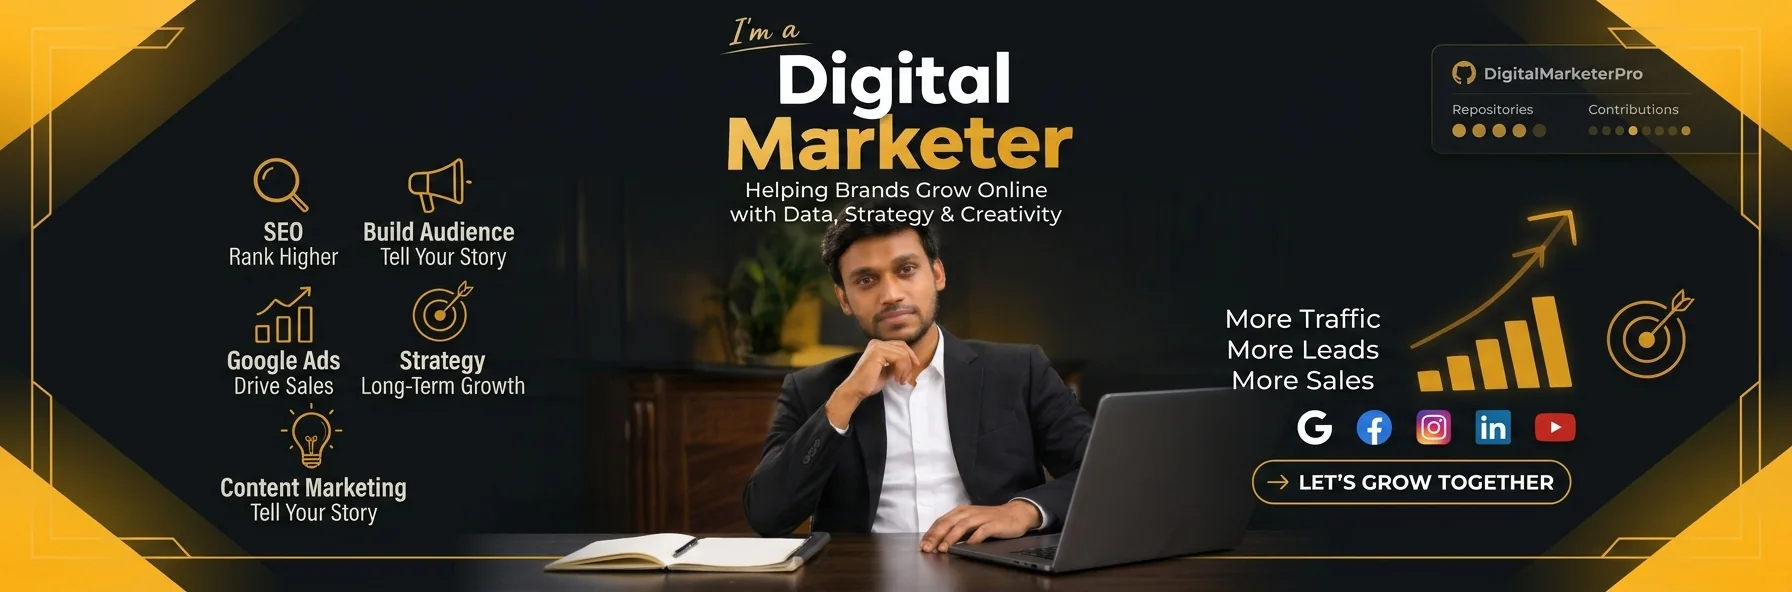 I'm a
Digital
Marketer
Helping Brands Grow Online
with Data, Strategy & Creativity
SEO
Rank Higher
Build Audience
Tell Your Story
Google Ads
Drive Sales
Strategy
Long-Term Growth
Content Marketing
Tell Your Story
DigitalMarketerPro
Repositories
Contributions
More Traffic
More Leads
More Sales
G
f
in
→ LET'S GROW TOGETHER